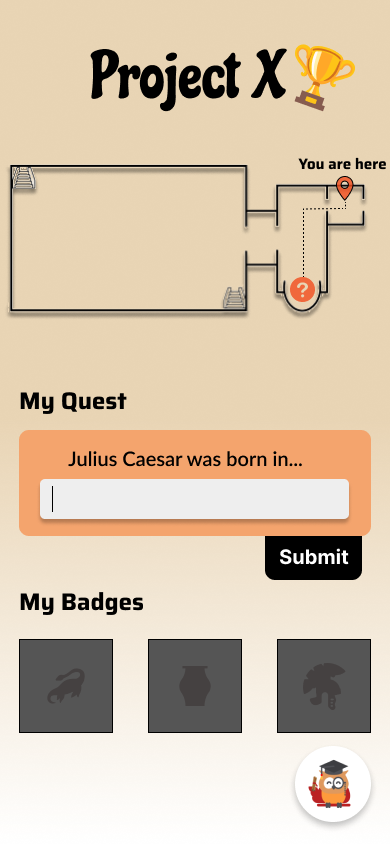 Project X
You are here
?
My Quest
Julius Caesar was born in...
Submit
My Badges